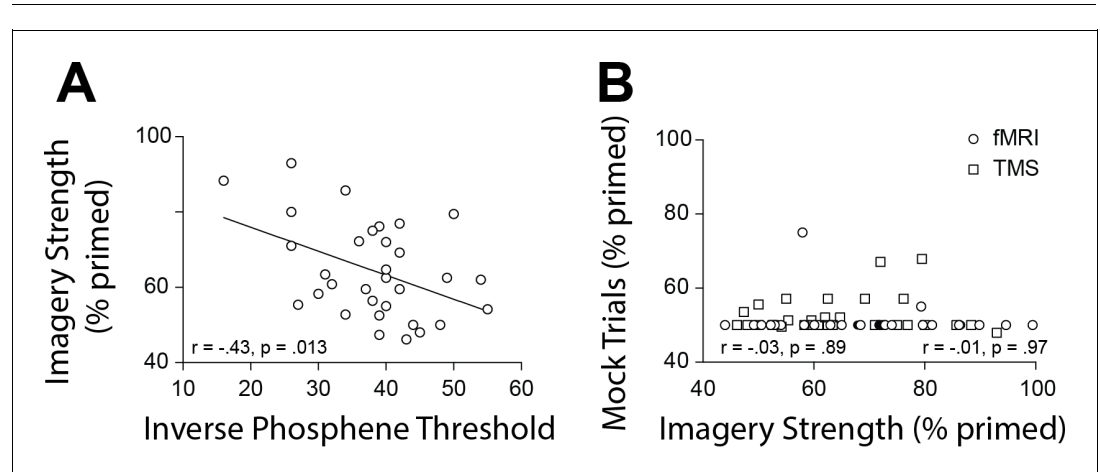 A
Imagery Strength
(% primed)
100
60
40
r = -.43, p = .013
10 20 30 40 50 60
Inverse Phosphene Threshold
B
Mock Trials (% primed)
100
80
60
40
fMRI
TMS
r = -.03, p = .89
r = -.01, p = .97
40 60 80 100
Imagery Strength (% primed)